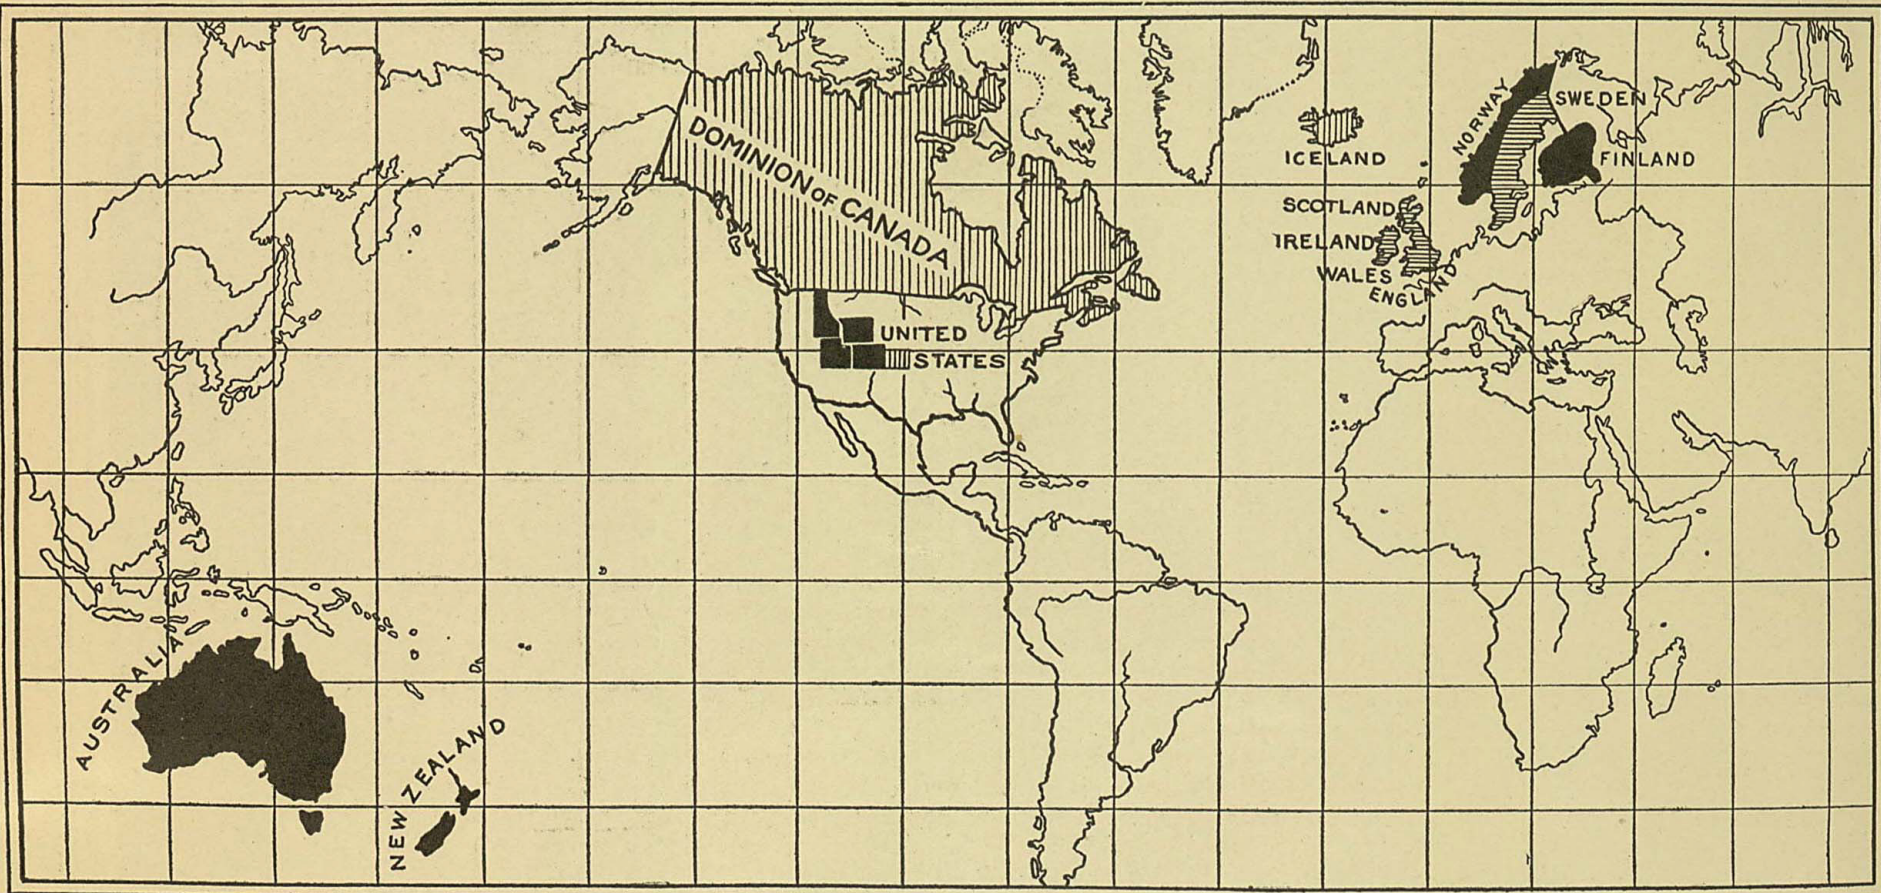 DOMINION OF CANADA
UNITED
STATES
ICELAND
NORWAY
SWEDEN
FINLAND
SCOTLAND
IRELAND
WALES
ENGLAND
AUSTRALIA
NEW ZEALAND